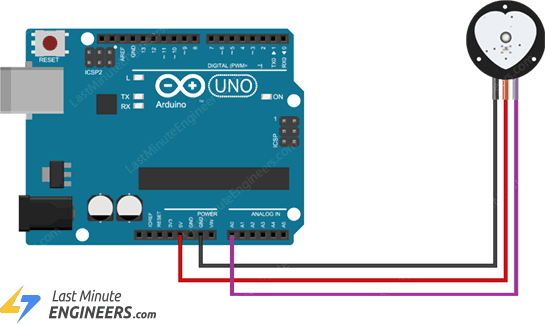 RESET
ICSP2
AREF
GND
13
12
~11
~10
~9
8
7
~6
~5
4
~3
2
TX0 ▸ 1
RX0 ◂ 0
DIGITAL (PWM~)
L
TX
RX
Arduino
UNO
ON
1
ICSP
POWER
ANALOG IN
IOREF
RESET
3V3
5V
GND
GND
VIN
A0
A1
A2
A3
A4
A5
Last Minute
ENGINEERS.com